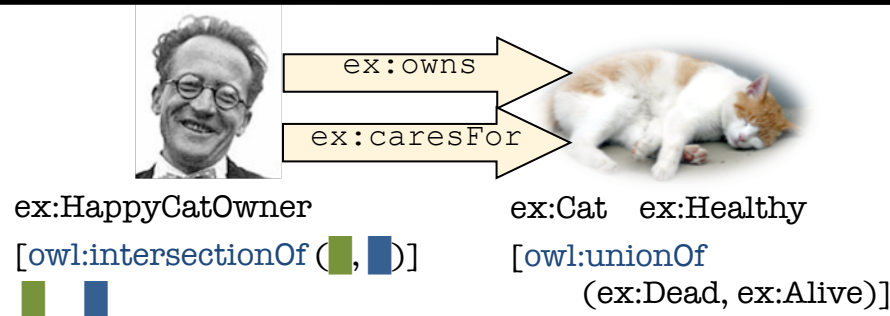 ex:owns
ex:caresFor
ex:HappyCatOwner
ex:Cat ex:Healthy
[owl:intersectionOf ( , )]
[owl:unionOf
(ex:Dead, ex:Alive)]